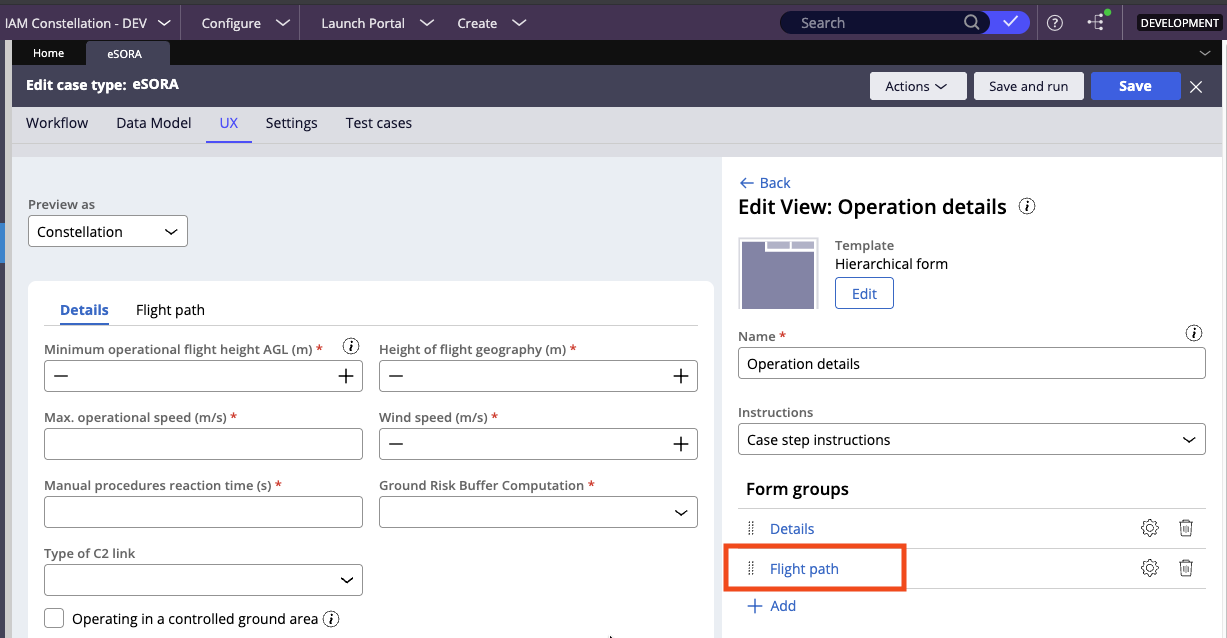 IAM Constellation - DEV Configure Launch Portal Create Search DEVELOPMENT
Home eSORA
Edit case type: eSORA Actions Save and run Save
Workflow Data Model UX Settings Test cases
Preview as
Constellation
Details Flight path
Minimum operational flight height AGL (m) * Height of flight geography (m) *
Max. operational speed (m/s) * Wind speed (m/s) *
Manual procedures reaction time (s) * Ground Risk Buffer Computation *
Type of C2 link
Operating in a controlled ground area
Back
Edit View: Operation details
Template
Hierarchical form
Edit
Name *
Operation details
Instructions
Case step instructions
Form groups
Details
Flight path
Add